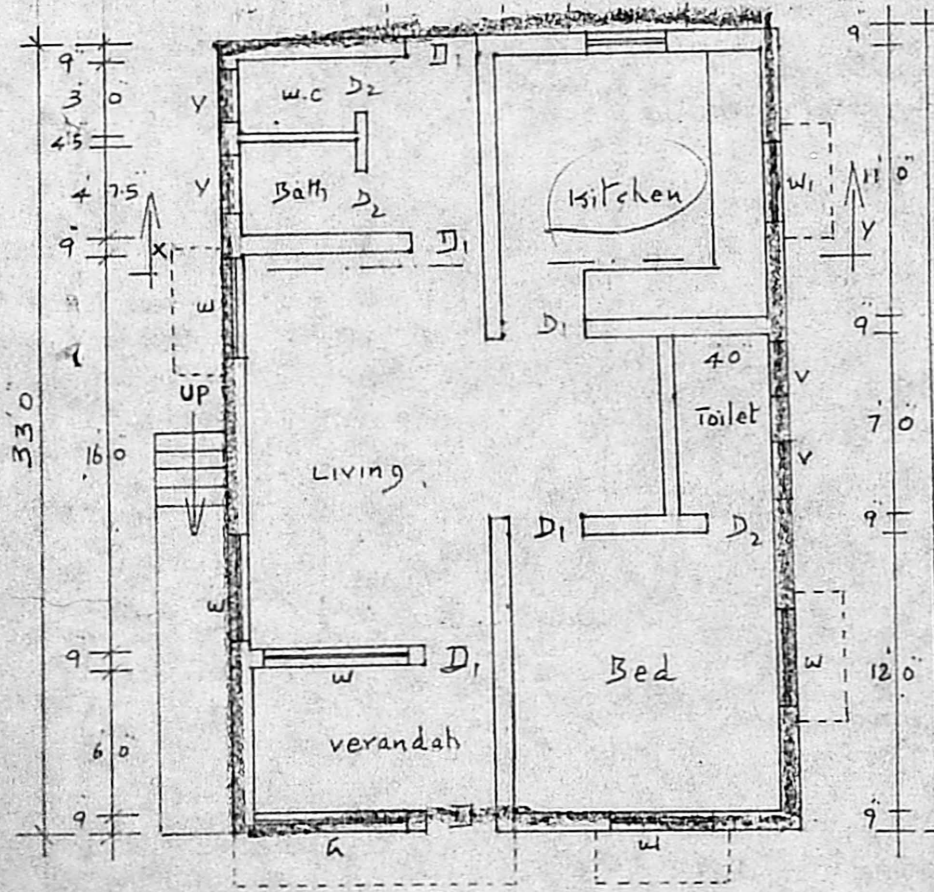 9"
D1
9"
3' 0"
w.c
D2
Y
4.5"
4' 7.5"
Bath
D2
Y
Kitchen
W1
11' 0"
9"
X
D1
Y
W
D1
9"
UP
4' 0"
V
33' 0"
16' 0"
Living
Toilet
7' 0"
V
D1
D2
9"
W
9"
D1
W
Bed
W
12' 0"
6' 0"
verandah
9"
9"
G
W